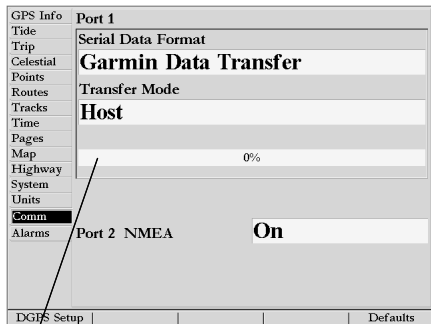 GPS Info
Tide
Trip
Celestial
Points
Routes
Tracks
Time
Pages
Map
Highway
System
Units
Comm
Alarms
Port 1
Serial Data Format
Garmin Data Transfer
Transfer Mode
Host
0%
Port 2 NMEA
On
DGPS Setup
Defaults